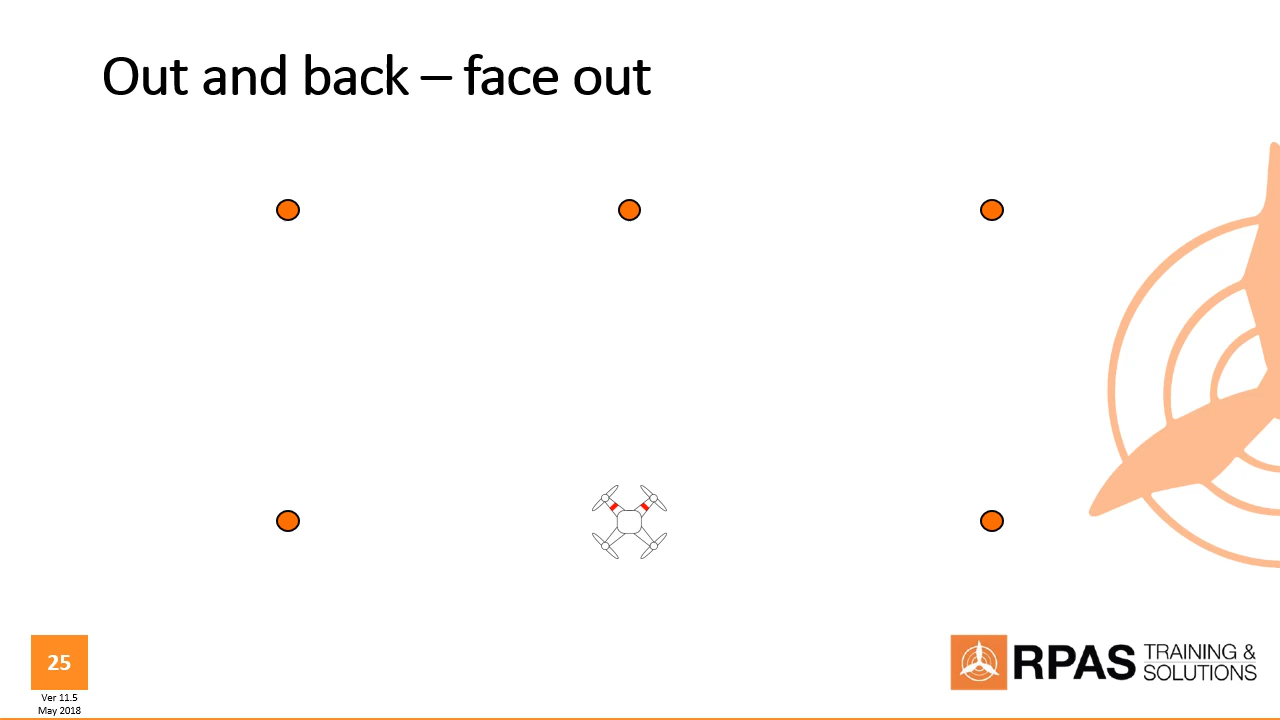 Out and back – face out
25
Ver 11.5
May 2018
RPAS TRAINING &
SOLUTIONS